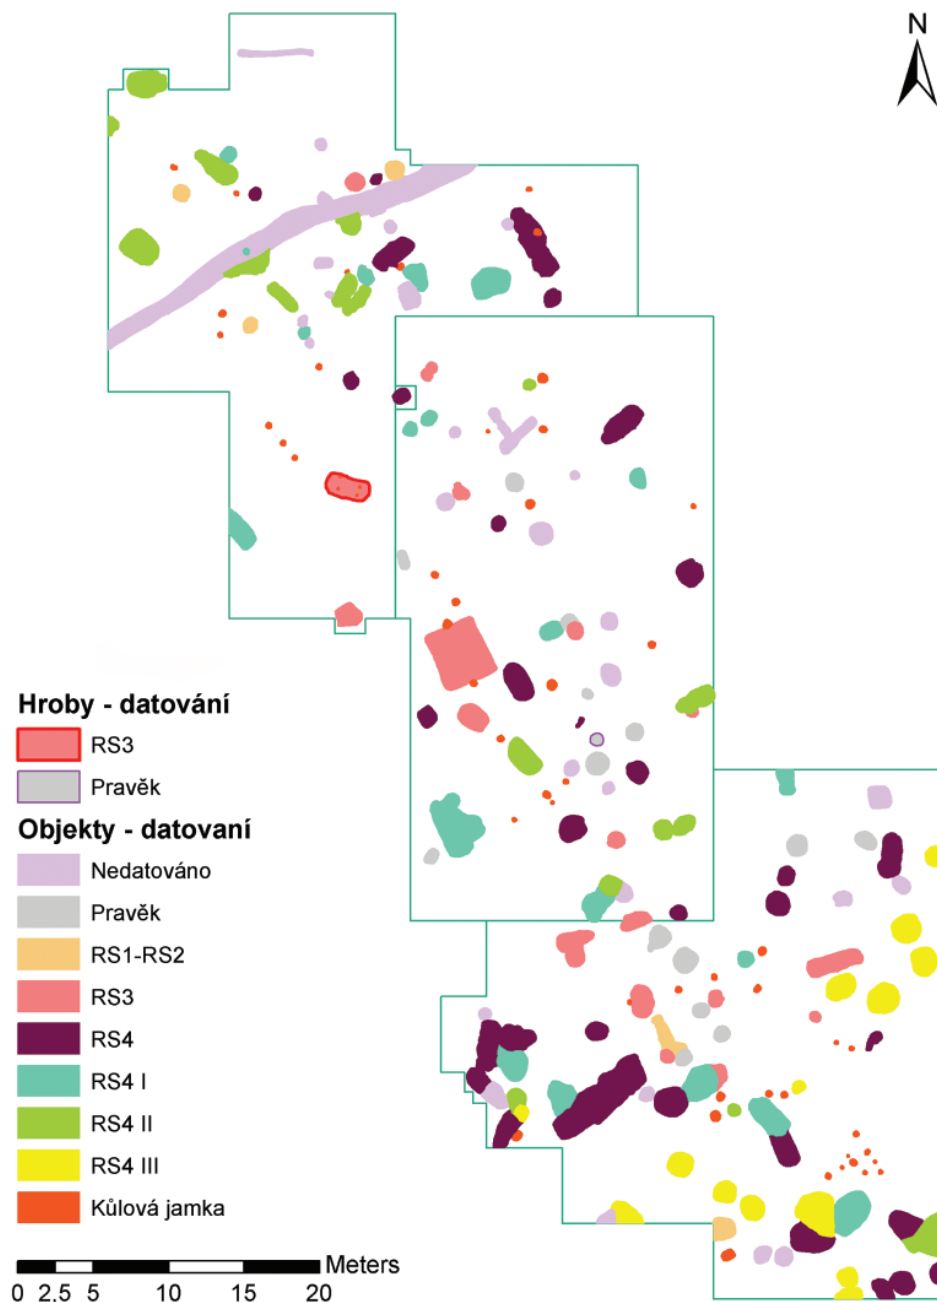 N
Hroby - datování
RS3
Pravěk
Objekty - datovaní
Nedatováno
Pravěk
RS1-RS2
RS3
RS4
RS4 I
RS4 II
RS4 III
Kůlová jamka
Meters
0 2,5 5 10 15 20